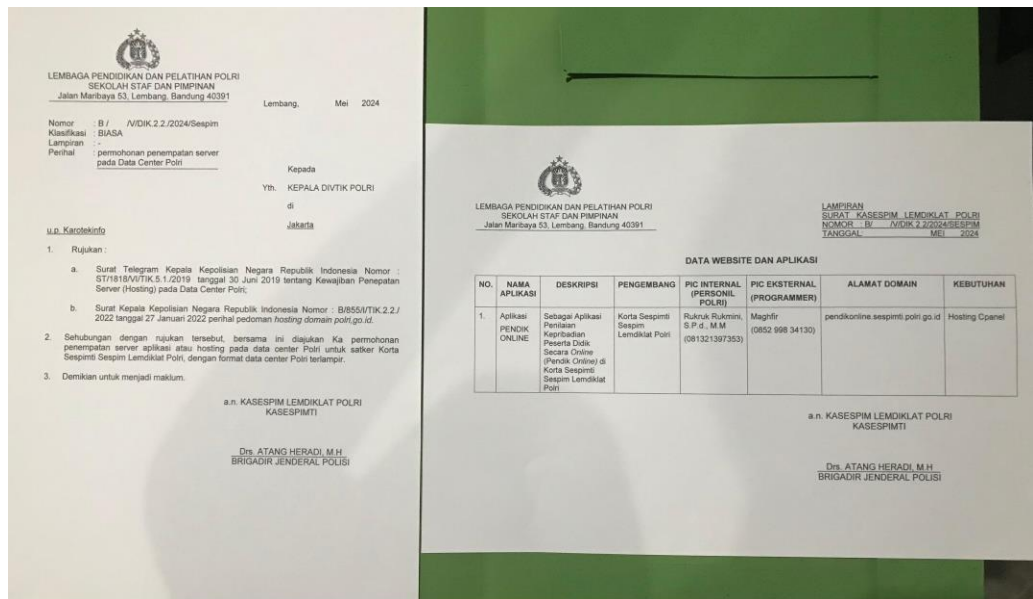 LEMBAGA PENDIDIKAN DAN PELATIHAN POLRI
SEKOLAH STAF DAN PIMPINAN
Jalan Maribaya 53, Lembang, Bandung 40391
Lembang, Mei 2024
Nomor : B / /V/DIK.2.2./2024/Sespim
Klasifikasi : BIASA
Lampiran : -
Perihal : permohonan penempatan server
pada Data Center Polri
Kepada
Yth. KEPALA DIVTIK POLRI
di
Jakarta
u.p. Karotekinfo
1. Rujukan :
a. Surat Telegram Kepala Kepolisian Negara Republik Indonesia Nomor :
ST/1818/VI/TIK.5.1./2019 tanggal 30 Juni 2019 tentang Kewajiban Penepatan
Server (Hosting) pada Data Center Polri;
b. Surat Kepala Kepolisian Negara Republik Indonesia Nomor : B/855/I/TIK.2.2./
2022 tanggal 27 Januari 2022 perihal pedoman hosting domain polri.go.id.
2. Sehubungan dengan rujukan tersebut, bersama ini diajukan Ka permohonan
penempatan server aplikasi atau hosting pada data center Polri untuk satker Korta
Sespimti Sespim Lemdiklat Polri, dengan format data center Polri terlampir.
3. Demikian untuk menjadi maklum.
a.n. KASESPIM LEMDIKLAT POLRI
KASESPIMTI
Drs. ATANG HERADI, M.H
BRIGADIR JENDERAL POLISI
LEMBAGA PENDIDIKAN DAN PELATIHAN POLRI
SEKOLAH STAF DAN PIMPINAN
Jalan Maribaya 53, Lembang, Bandung 40391
LAMPIRAN
SURAT KASESPIM LEMDIKLAT POLRI
NOMOR : B/ /V/DIK.2.2/2024/SESPIM
TANGGAL: MEI 2024
DATA WEBSITE DAN APLIKASI
NO. NAMA APLIKASI DESKRIPSI PENGEMBANG PIC INTERNAL (PERSONIL POLRI) PIC EKSTERNAL (PROGRAMMER) ALAMAT DOMAIN KEBUTUHAN
1. Aplikasi PENDIK ONLINE
Sebagai Aplikasi
Penilaian
Kepribadian
Peserta Didik
Secara Online
(Pendik Online) di
Korta Sespimti
Sespim Lemdiklat
Polri
Korta Sespimti
Sespim
Lemdiklat Polri
Rukruk Rukmini,
S.P.d., M.M
(081321397353)
Maghfir
(0852 998 34130)
pendikonline.sespimti.polri.go.id
Hosting Cpanel
a.n. KASESPIM LEMDIKLAT POLRI
KASESPIMTI
Drs. ATANG HERADI, M.H
BRIGADIR JENDERAL POLISI